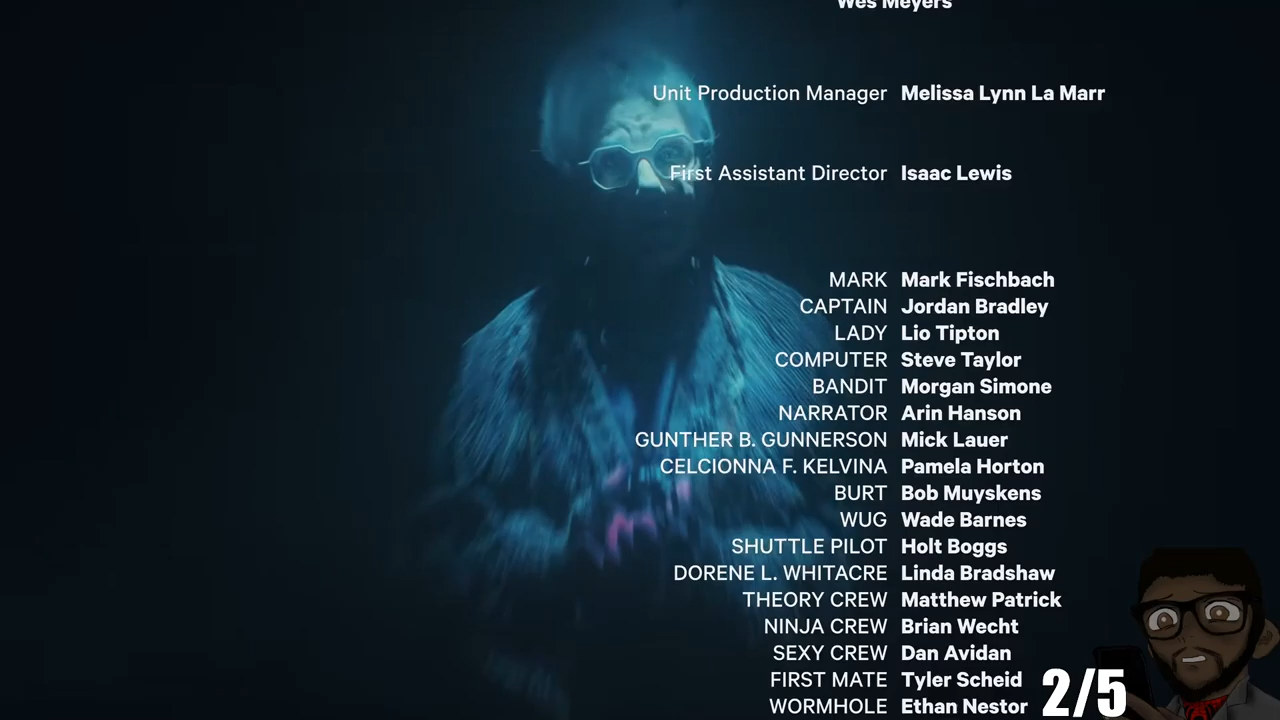 Wes Meyers
Unit Production Manager Melissa Lynn La Marr
First Assistant Director Isaac Lewis
MARK Mark Fischbach
CAPTAIN Jordan Bradley
LADY Lio Tipton
COMPUTER Steve Taylor
BANDIT Morgan Simone
NARRATOR Arin Hanson
GUNTHER B. GUNNERSON Mick Lauer
CELCIONNA F. KELVINA Pamela Horton
BURT Bob Muyskens
WUG Wade Barnes
SHUTTLE PILOT Holt Boggs
DORENE L. WHITACRE Linda Bradshaw
THEORY CREW Matthew Patrick
NINJA CREW Brian Wecht
SEXY CREW Dan Avidan
FIRST MATE Tyler Scheid
WORMHOLE Ethan Nestor
2/5